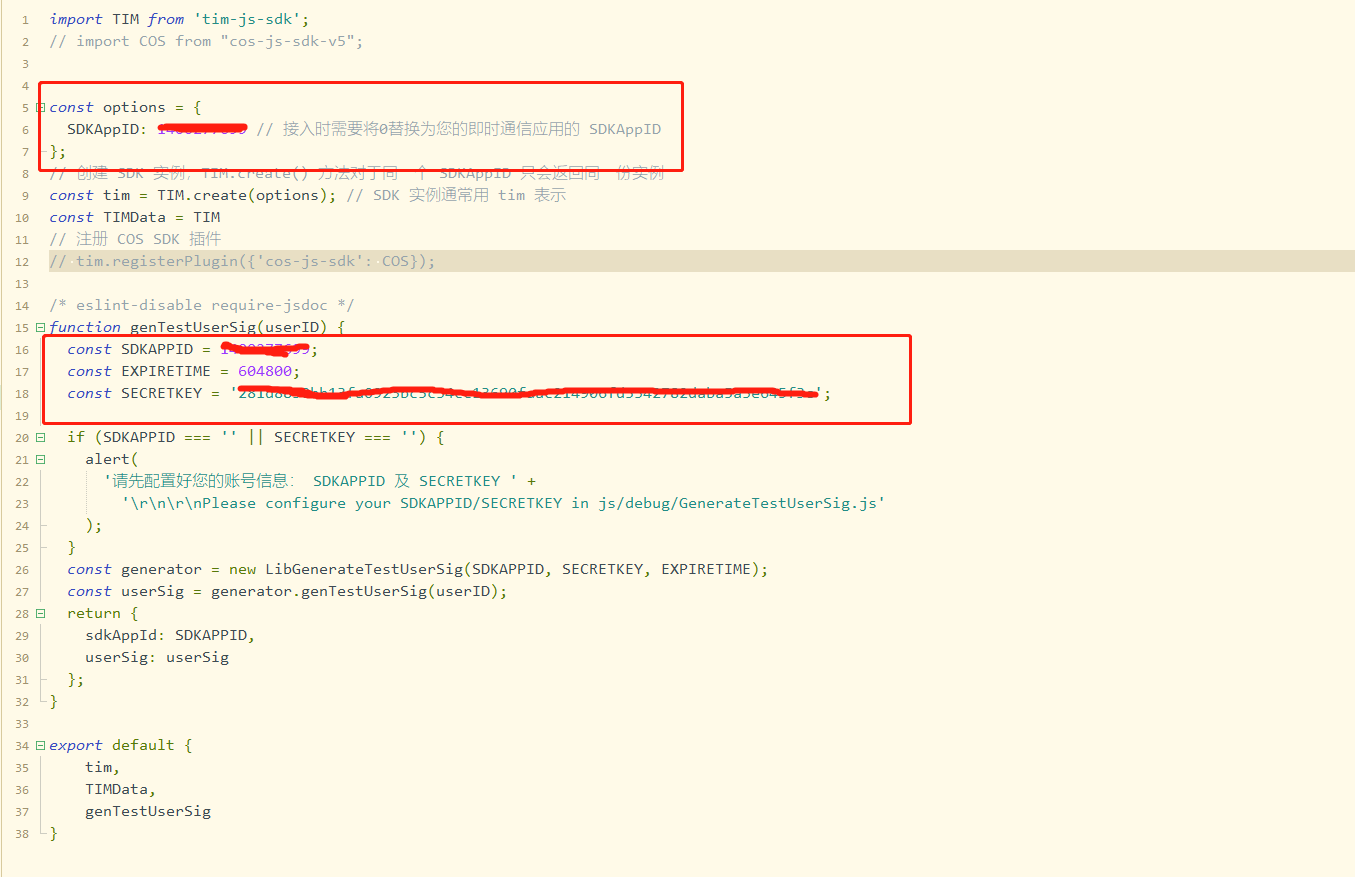 1 import TIM from 'tim-js-sdk';
2 // import COS from "cos-js-sdk-v5";
3
4
5 const options = {
6 SDKAppID: // 接入时需要将0替换为您的即时通信应用的 SDKAppID
7 };
8 // 创建 SDK 实例，TIM.create() 方法对于同一个 SDKAppID 只会返回同一份实例
9 const tim = TIM.create(options); // SDK 实例通常用 tim 表示
10 const TIMData = TIM
11 // 注册 COS SDK 插件
12 // tim.registerPlugin({'cos-js-sdk': COS});
13
14 /* eslint-disable require-jsdoc */
15 function genTestUserSig(userID) {
16 const SDKAPPID = ;
17 const EXPIRETIME = 604800;
18 const SECRETKEY = '';
19
20 if (SDKAPPID === '' || SECRETKEY === '') {
21 alert(
22 '请先配置好您的账号信息： SDKAPPID 及 SECRETKEY ' +
23 '\r\n\r\nPlease configure your SDKAPPID/SECRETKEY in js/debug/GenerateTestUserSig.js'
24 );
25 }
26 const generator = new LibGenerateTestUserSig(SDKAPPID, SECRETKEY, EXPIRETIME);
27 const userSig = generator.genTestUserSig(userID);
28 return {
29 sdkAppId: SDKAPPID,
30 userSig: userSig
31 };
32 }
33
34 export default {
35 tim,
36 TIMData,
37 genTestUserSig
38 }